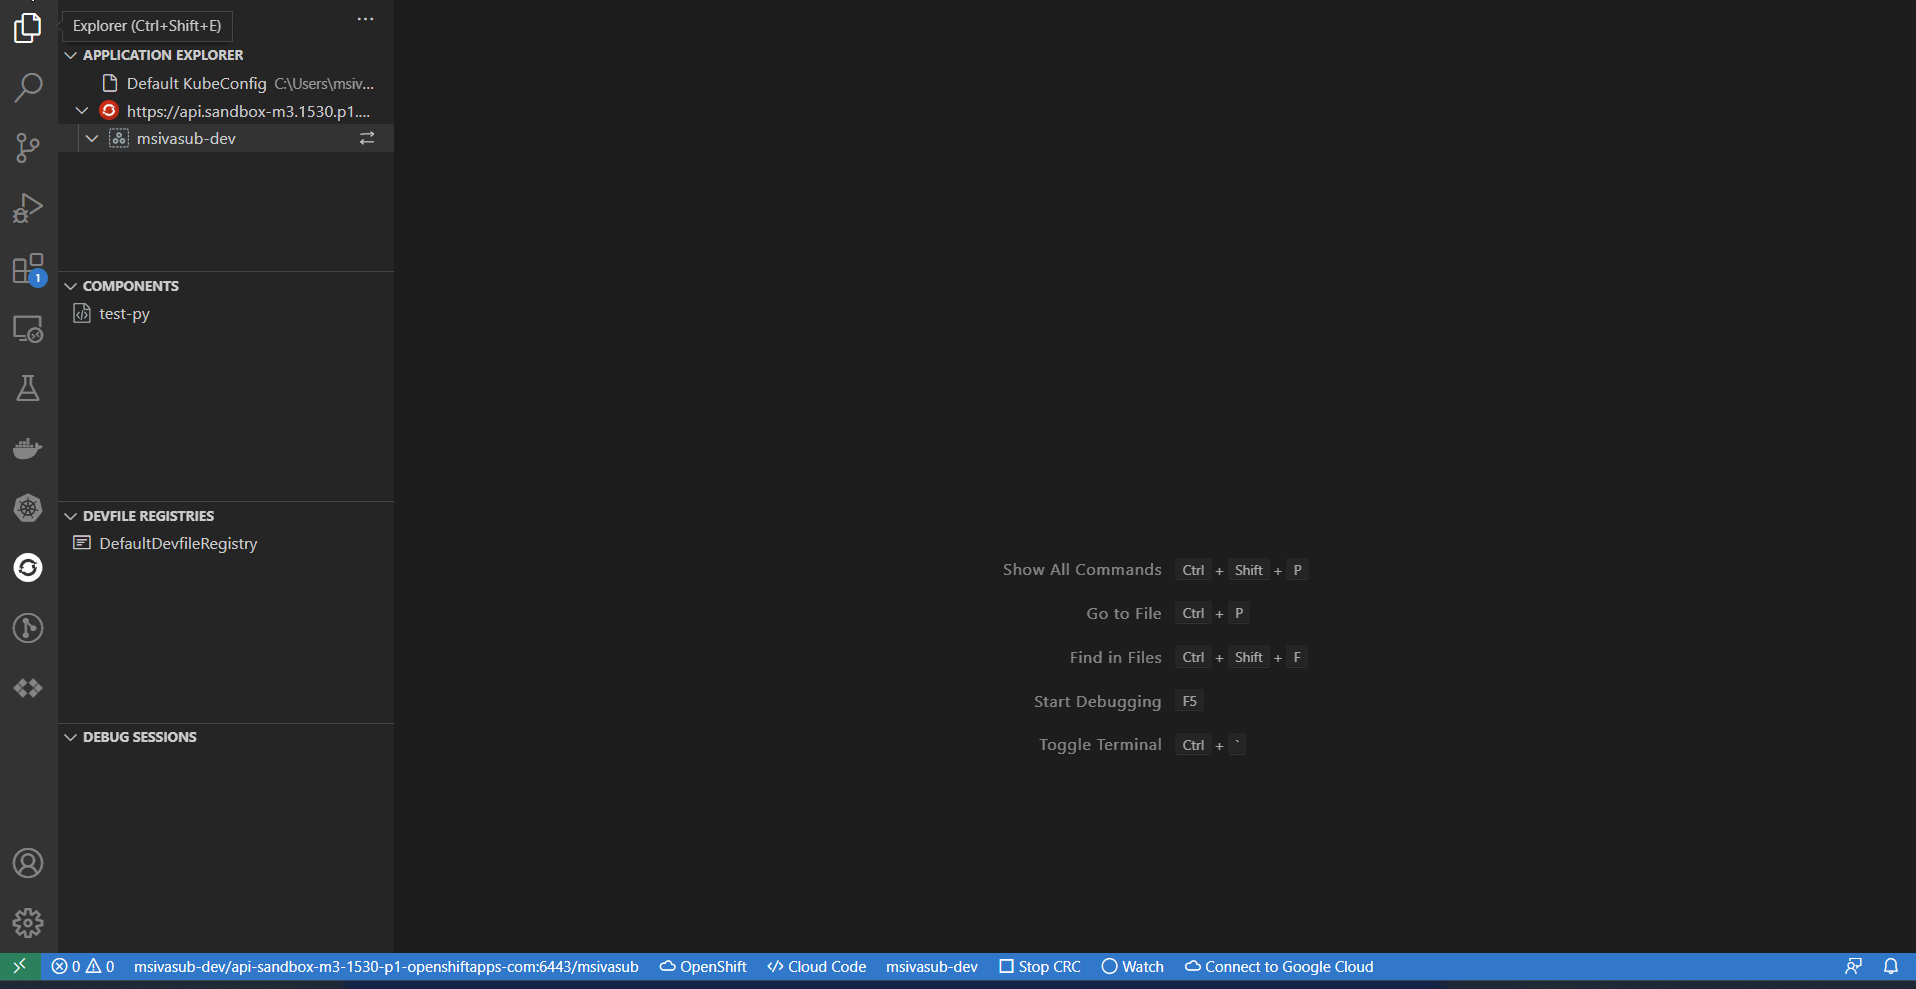 Explorer (Ctrl+Shift+E)
APPLICATION EXPLORER
Default KubeConfig C:\Users\msiv...
https://api.sandbox-m3.1530.p1....
msivasub-dev
1
COMPONENTS
test-py
DEVFILE REGISTRIES
DefaultDevfileRegistry
DEBUG SESSIONS
Show All Commands Ctrl + Shift + P
Go to File Ctrl + P
Find in Files Ctrl + Shift + F
Start Debugging F5
Toggle Terminal Ctrl + `
0 0 msivasub-dev/api-sandbox-m3-1530-p1-openshiftapps-com:6443/msivasub OpenShift Cloud Code msivasub-dev Stop CRC Watch Connect to Google Cloud